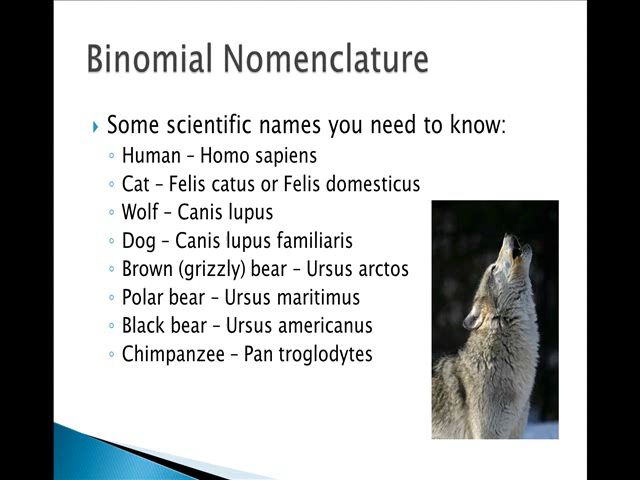 Binomial Nomenclature
Some scientific names you need to know:
Human – Homo sapiens
Cat – Felis catus or Felis domesticus
Wolf – Canis lupus
Dog – Canis lupus familiaris
Brown (grizzly) bear – Ursus arctos
Polar bear – Ursus maritimus
Black bear – Ursus americanus
Chimpanzee – Pan troglodytes